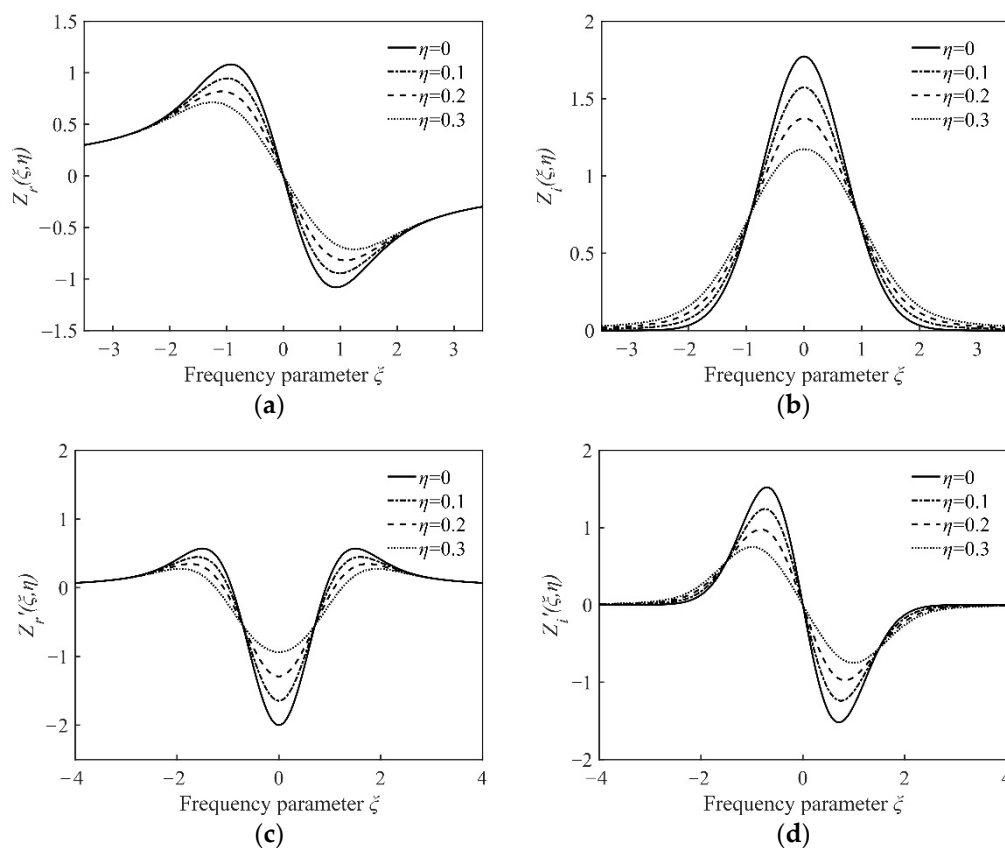 1.5
1
0.5
0
−0.5
−1
−1.5
Z_r(ξ,η)
η=0
η=0.1
η=0.2
η=0.3
−3 −2 −1 0 1 2 3
Frequency parameter ξ
(a)
2
1.5
1
0.5
0
Z_i(ξ,η)
η=0
η=0.1
η=0.2
η=0.3
−3 −2 −1 0 1 2 3
Frequency parameter ξ
(b)
2
1
0
−1
−2
Z_r'(ξ,η)
η=0
η=0.1
η=0.2
η=0.3
−4 −2 0 2 4
Frequency parameter ξ
(c)
2
1
0
−1
−2
Z_i'(ξ,η)
η=0
η=0.1
η=0.2
η=0.3
−4 −2 0 2 4
Frequency parameter ξ
(d)